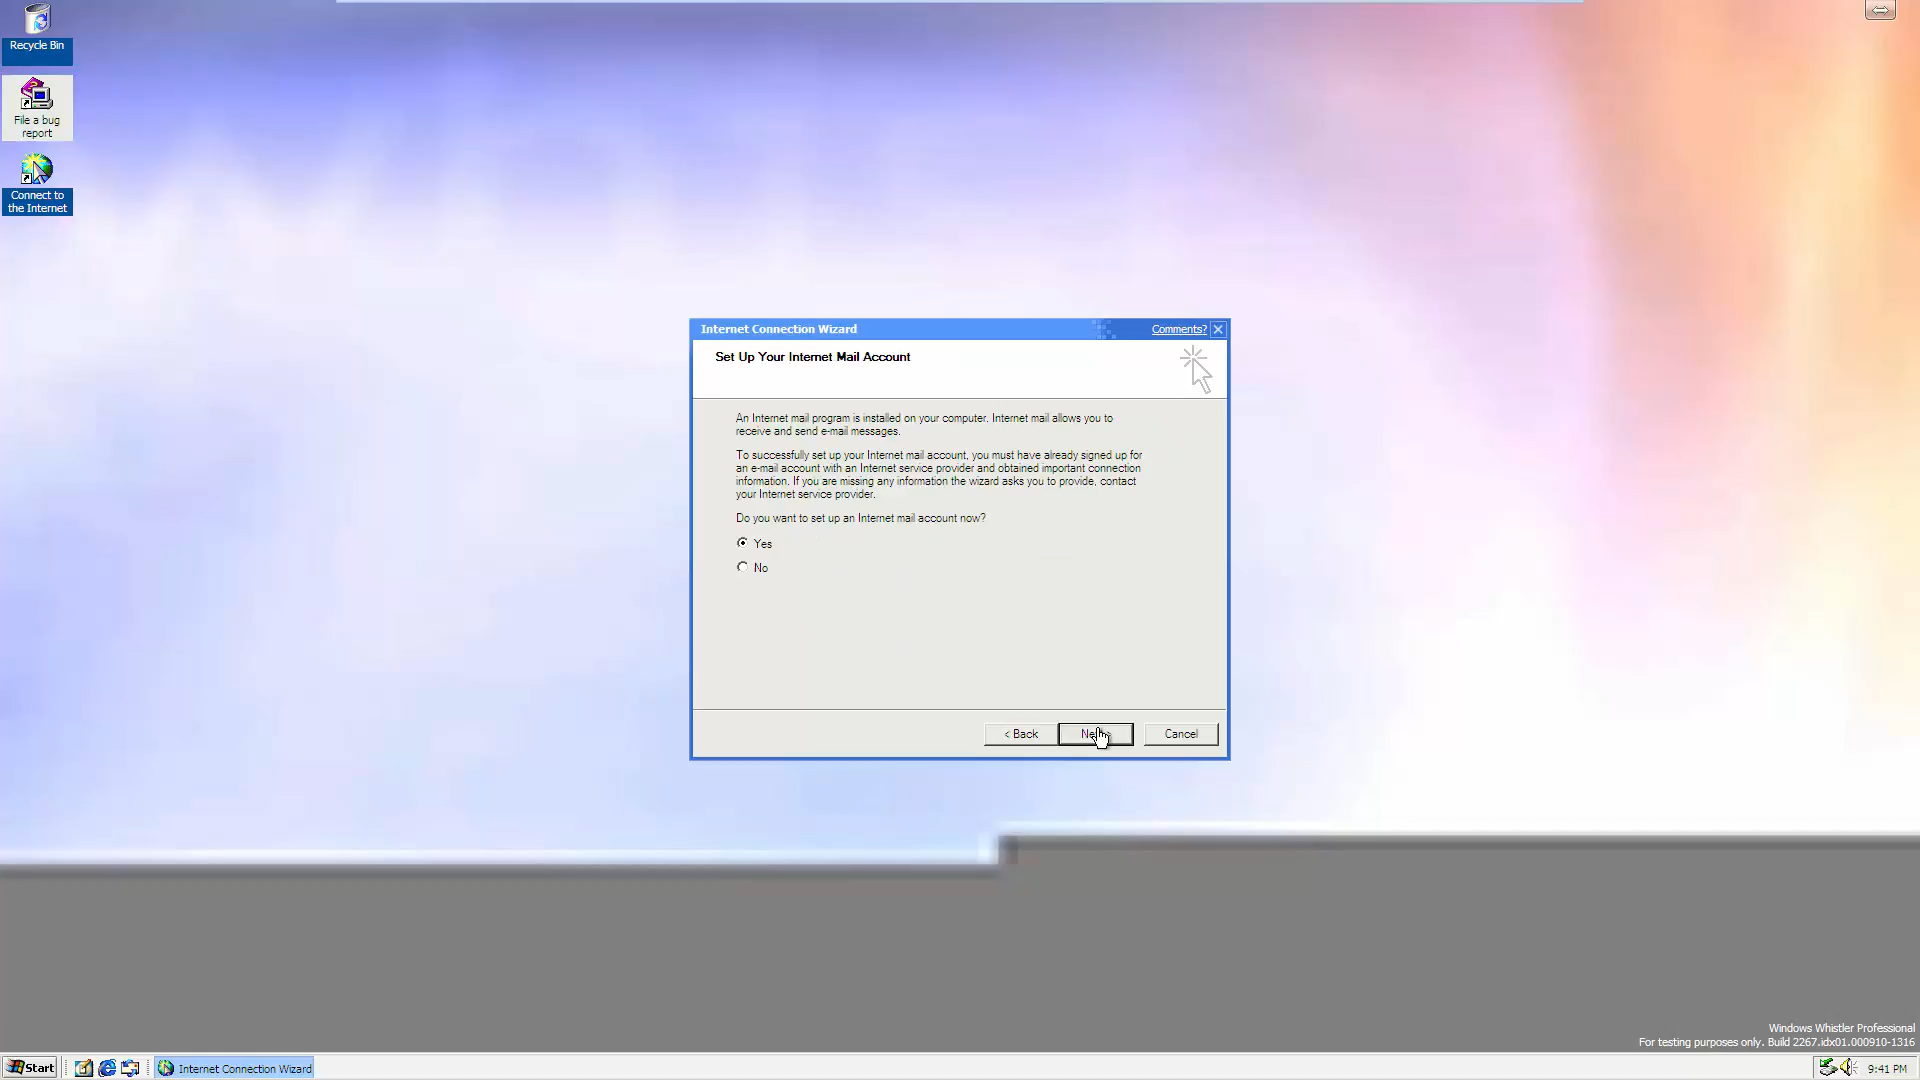 Recycle Bin
File a bug
report
Connect to
the Internet
Internet Connection Wizard
Comments?
Set Up Your Internet Mail Account
An Internet mail program is installed on your computer. Internet mail allows you to
receive and send e-mail messages.
To successfully set up your Internet mail account, you must have already signed up for
an e-mail account with an Internet service provider and obtained important connection
information. If you are missing any information the wizard asks you to provide, contact
your Internet service provider.
Do you want to set up an Internet mail account now?
Yes
No
< Back
Cancel
Windows Whistler Professional
For testing purposes only. Build 2267.idx01.000910-1316
Start
Internet Connection Wizard
9:41 PM